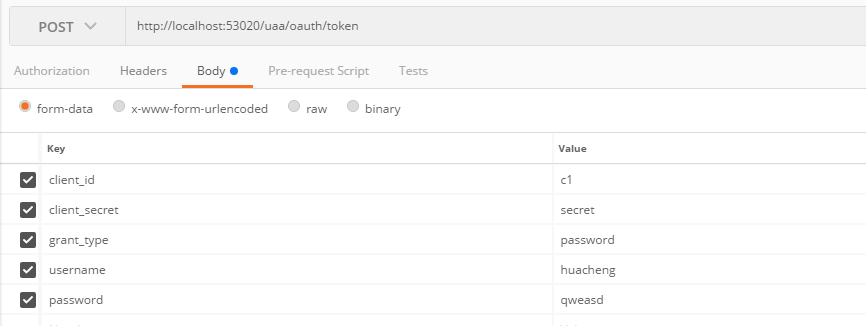 POST http://localhost:53020/uaa/oauth/token
Authorization Headers Body Pre-request Script Tests
form-data x-www-form-urlencoded raw binary
Key Value
client_id c1
client_secret secret
grant_type password
username huacheng
password qweasd